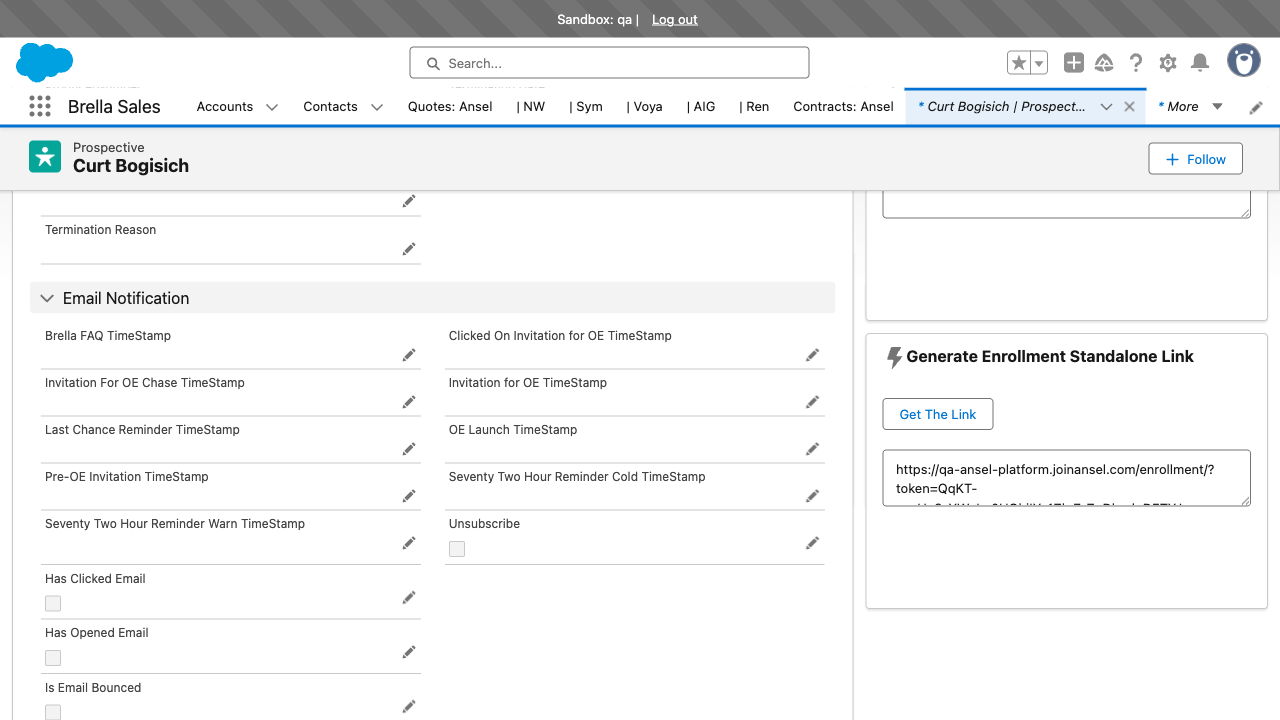 Sandbox: qa | Log out
Search...
Brella Sales
Accounts
Contacts
Quotes: Ansel
| NW
| Sym
| Voya
| AIG
| Ren
Contracts: Ansel
* Curt Bogisich | Prospect...
* More
Prospective
Curt Bogisich
Follow
Termination Reason
Email Notification
Brella FAQ TimeStamp
Clicked On Invitation for OE TimeStamp
Invitation For OE Chase TimeStamp
Invitation for OE TimeStamp
Last Chance Reminder TimeStamp
OE Launch TimeStamp
Pre-OE Invitation TimeStamp
Seventy Two Hour Reminder Cold TimeStamp
Seventy Two Hour Reminder Warn TimeStamp
Unsubscribe
Has Clicked Email
Has Opened Email
Is Email Bounced
Generate Enrollment Standalone Link
Get The Link
https://qa-ansel-platform.joinansel.com/enrollment/?
token=QqKT-